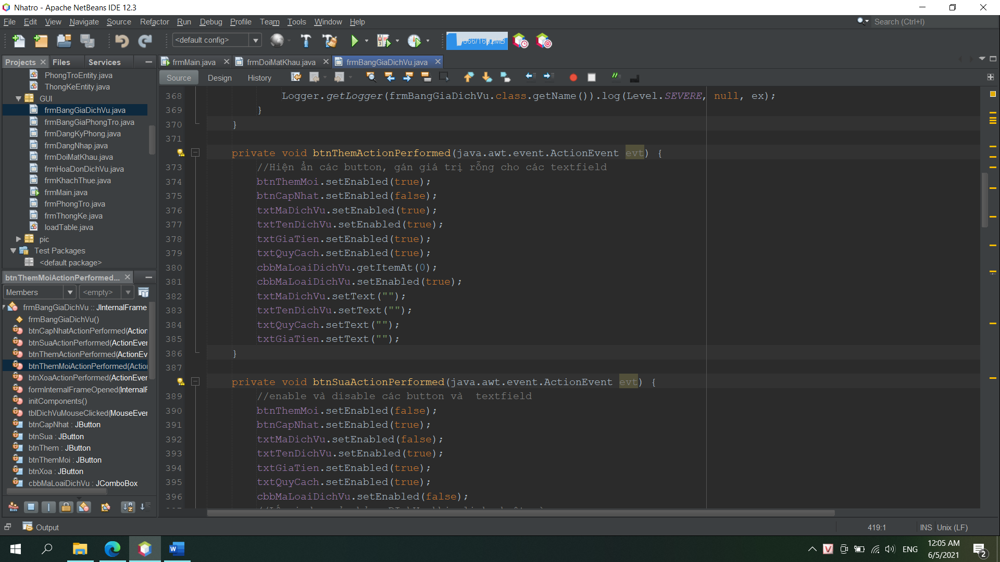 Nhatro - Apache NetBeans IDE 12.3
File Edit View Navigate Source Refactor Run Debug Profile Team Tools Window Help
Search (Ctrl+I)
<default config>
Projects Files Services
frmMain.java frmDoiMatKhau.java frmBangGiaDichVu.java
Source Design History
PhongTroEntity.java
ThongKeEntity.java
GUI
frmBangGiaDichVu.java
frmBangGiaPhongTro.java
frmDangKyPhong.java
frmDangNhap.java
frmDoiMatKhau.java
frmHoaDonDichVu.java
frmKhachThue.java
frmMain.java
frmPhongTro.java
frmThongKe.java
loadTable.java
pic
Test Packages
<default package>
btnThemMoiActionPerformed...
Members <empty>
frmBangGiaDichVu :: JInternalFrame
frmBangGiaDichVu()
btnCapNhatActionPerformed(Action
btnSuaActionPerformed(ActionEver
btnThemActionPerformed(ActionEv
btnThemMoiActionPerformed(Actio
btnXoaActionPerformed(ActionEver
formInternalFrameOpened(InternalF
initComponents()
tblDichVuMouseClicked(MouseEver
btnCapNhat : JButton
btnSua : JButton
btnThem : JButton
btnThemMoi : JButton
btnXoa : JButton
cbbMaLoaiDichVu : JComboBox
368 Logger.getLogger(frmBangGiaDichVu.class.getName()).log(Level.SEVERE, null, ex);
369 }
370 }
371
private void btnThemActionPerformed(java.awt.event.ActionEvent evt) {
373 //Hiện ẩn các button, gán giá trị rỗng cho các textfield
374 btnThemMoi.setEnabled(true);
375 btnCapNhat.setEnabled(false);
376 txtMaDichVu.setEnabled(true);
377 txtTenDichVu.setEnabled(true);
378 txtGiaTien.setEnabled(true);
379 txtQuyCach.setEnabled(true);
380 cbbMaLoaiDichVu.getItemAt(0);
381 cbbMaLoaiDichVu.setEnabled(true);
382 txtMaDichVu.setText("");
383 txtTenDichVu.setText("");
384 txtQuyCach.setText("");
385 txtGiaTien.setText("");
386 }
387
private void btnSuaActionPerformed(java.awt.event.ActionEvent evt) {
389 //enable và disable các button và  textfield
390 btnThemMoi.setEnabled(false);
391 btnCapNhat.setEnabled(true);
392 txtMaDichVu.setEnabled(false);
393 txtTenDichVu.setEnabled(true);
394 txtGiaTien.setEnabled(true);
395 txtQuyCach.setEnabled(true);
396 cbbMaLoaiDichVu.setEnabled(false);
Output
419:1 INS Unix (LF)
ENG
12:05 AM
6/5/2021
2